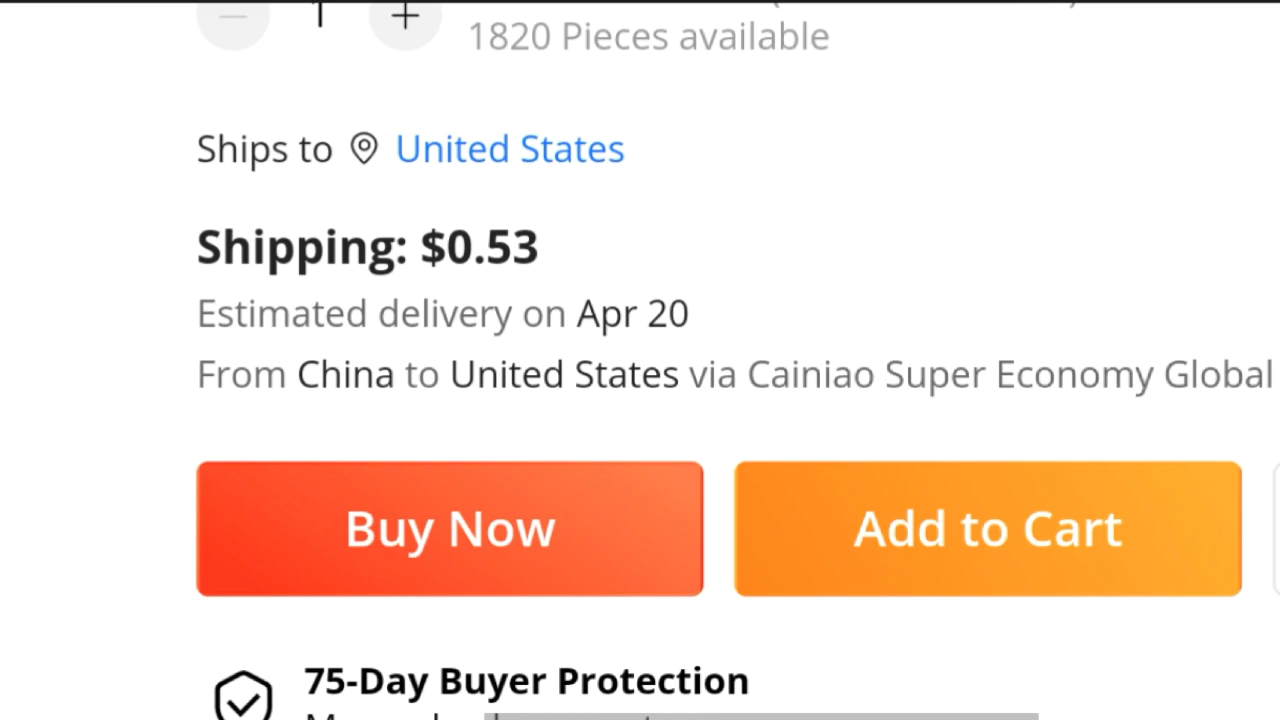 1
1820 Pieces available
Ships to United States
Shipping: $0.53
Estimated delivery on Apr 20
From China to United States via Cainiao Super Economy Global
Buy Now
Add to Cart
75-Day Buyer Protection